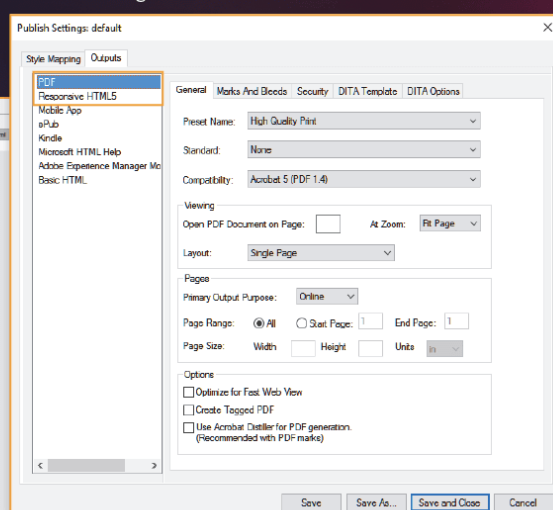 Publish Settings: default
Style Mapping Outputs
PDF
Responsive HTML5
Mobile App
ePub
Kindle
Microsoft HTML Help
Adobe Experience Manager Mo
Basic HTML
General Marks And Bleeds Security DITA Template DITA Options
Preset Name: High Quality Print
Standard: None
Compatibility: Acrobat 5 (PDF 1.4)
Viewing
Open PDF Document on Page: At Zoom: Fit Page
Layout: Single Page
Pages
Primary Output Purpose: Online
Page Range: All Start Page: 1 End Page: 1
Page Size: Width Height Units in
Options
Optimize for Fast Web View
Create Tagged PDF
Use Acrobat Distiller for PDF generation.
(Recommended with PDF marks)
Save Save As... Save and Close Cancel